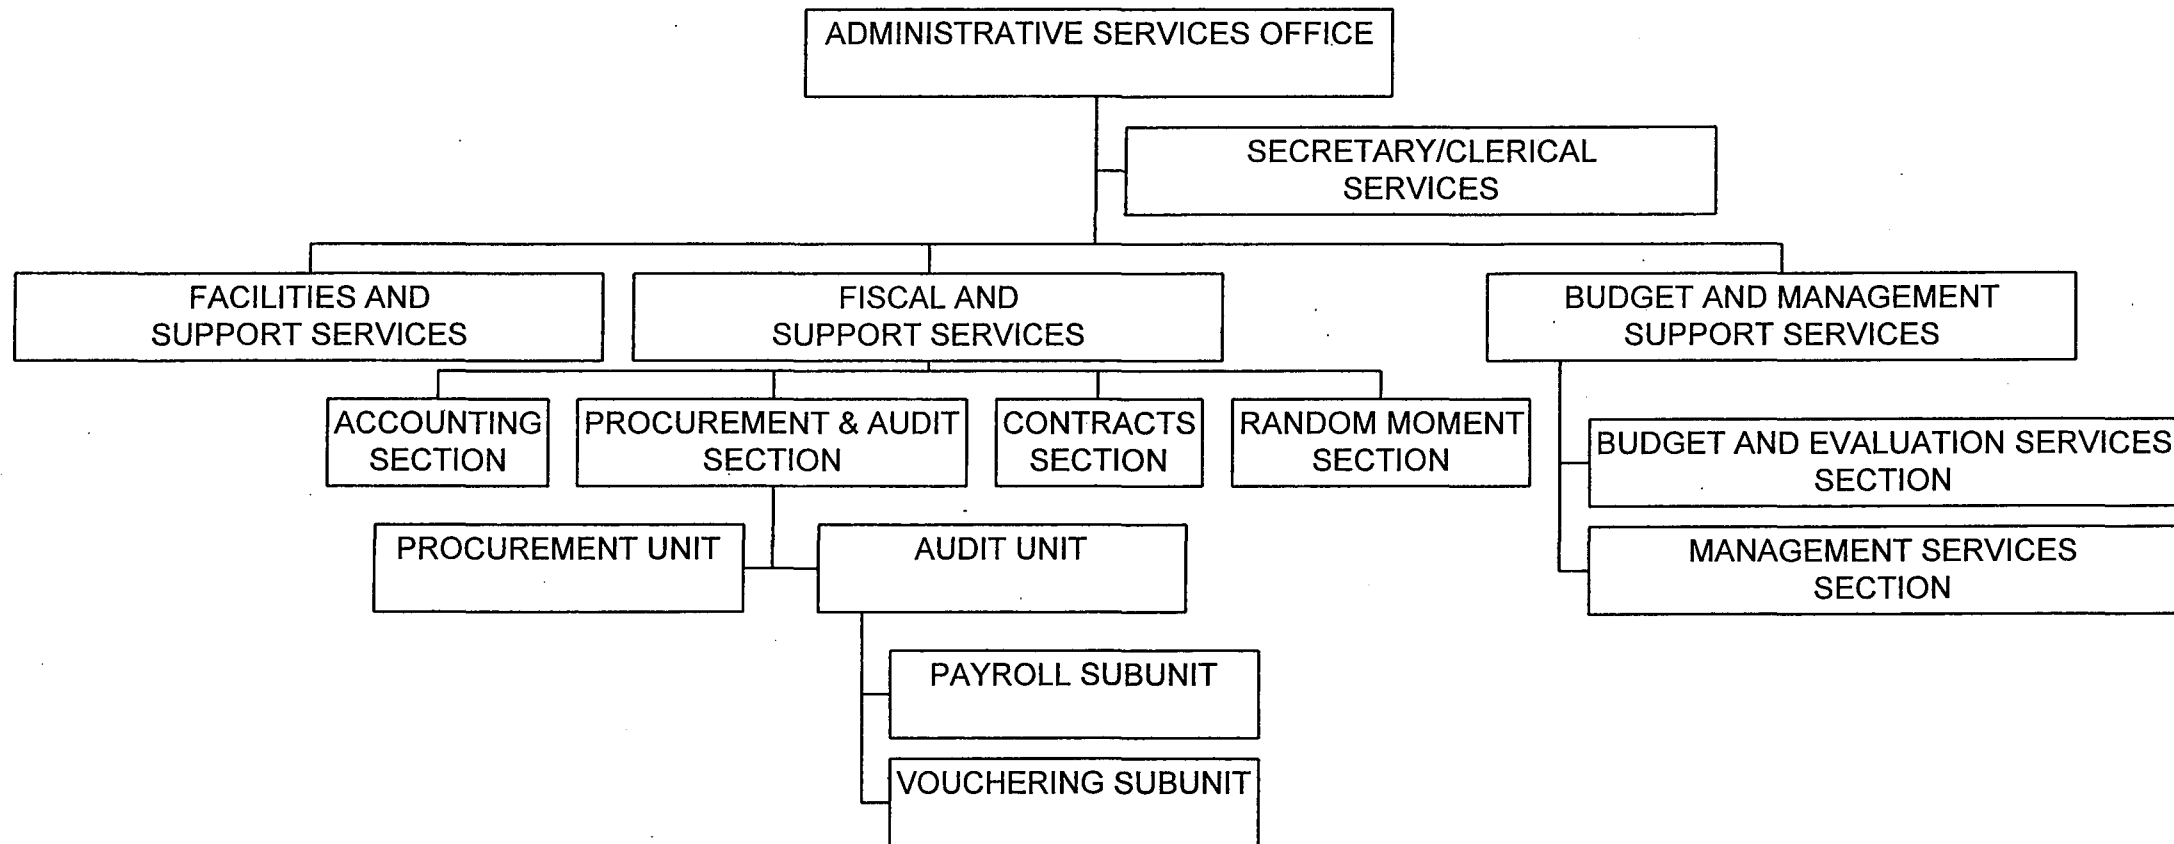 ADMINISTRATIVE SERVICES OFFICE
SECRETARY/CLERICAL
SERVICES
FACILITIES AND
SUPPORT SERVICES
FISCAL AND
SUPPORT SERVICES
BUDGET AND MANAGEMENT
SUPPORT SERVICES
ACCOUNTING
SECTION
PROCUREMENT & AUDIT
SECTION
CONTRACTS
SECTION
RANDOM MOMENT
SECTION
BUDGET AND EVALUATION SERVICES
SECTION
PROCUREMENT UNIT
AUDIT UNIT
MANAGEMENT SERVICES
SECTION
PAYROLL SUBUNIT
VOUCHERING SUBUNIT